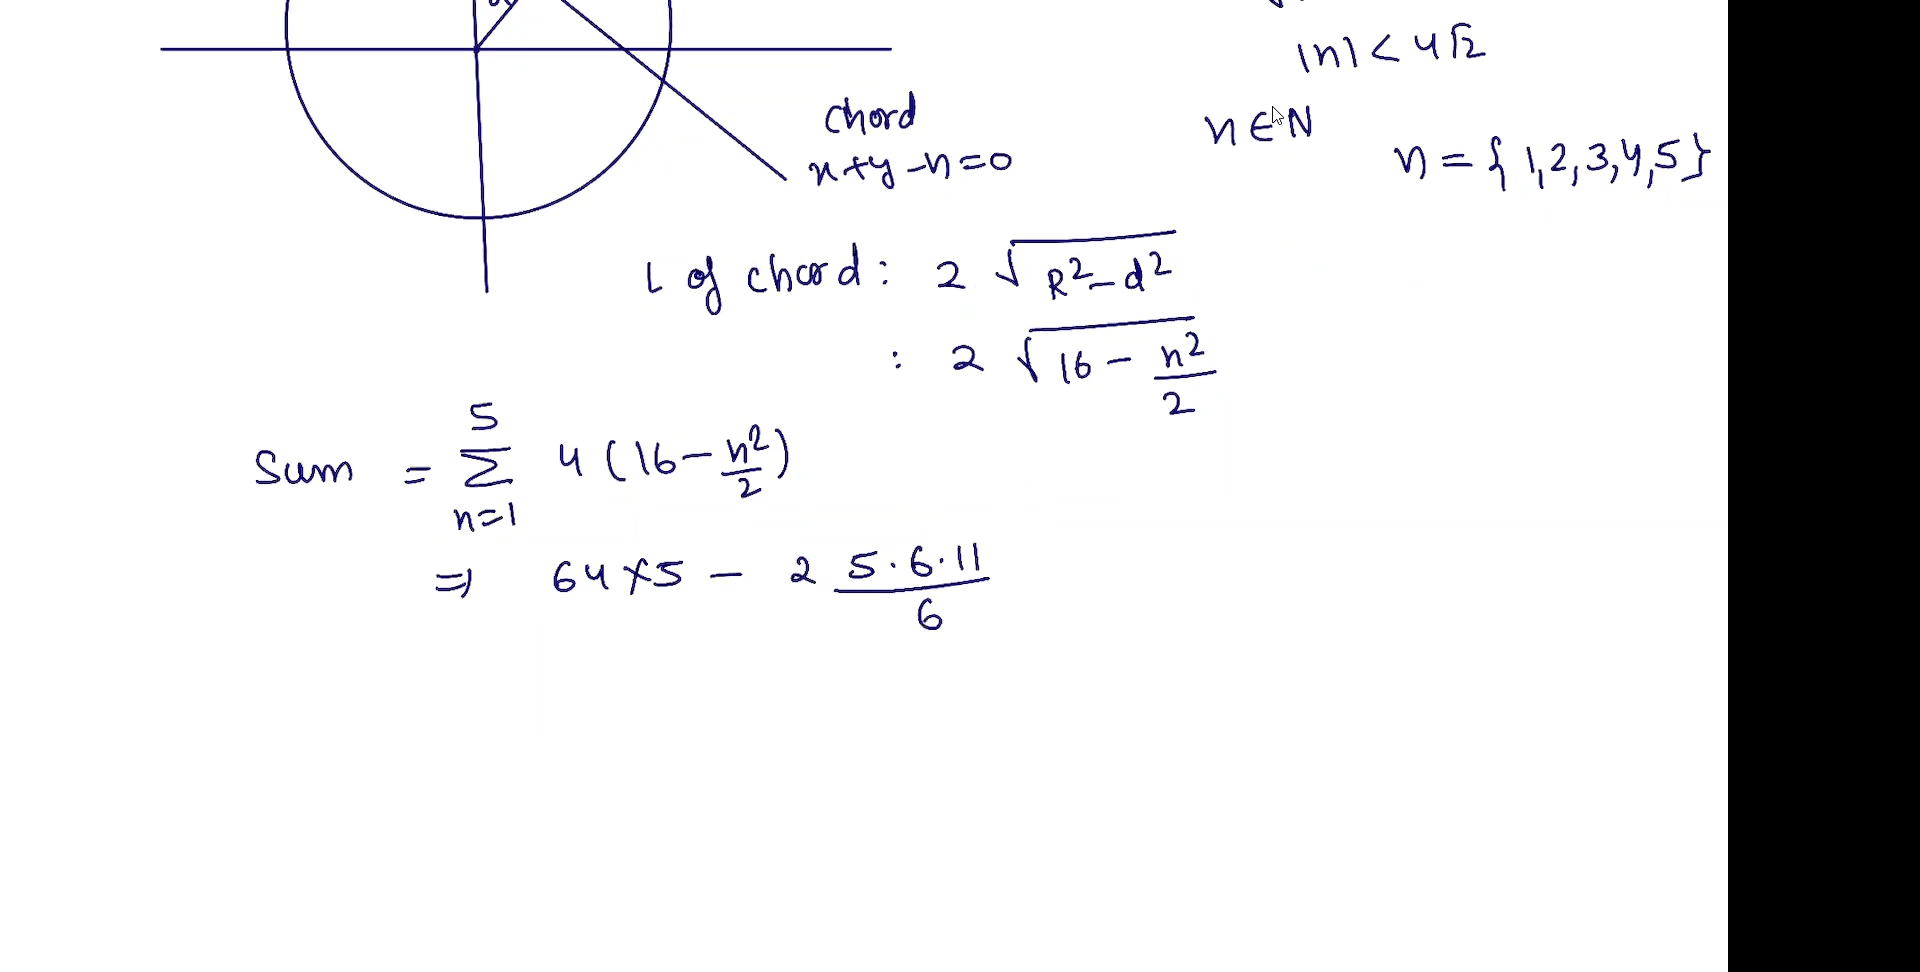 |n| < 4√2
n ∈ N
n = { 1,2,3,4,5}
chord
x+y-n=0
L of chord: 2 √(R²-d²)
: 2 √(16 - n²/2)
Sum = 5 Σ n=1 4 (16 - n²/2)
⇒ 64×5 - 2 5·6·11/6